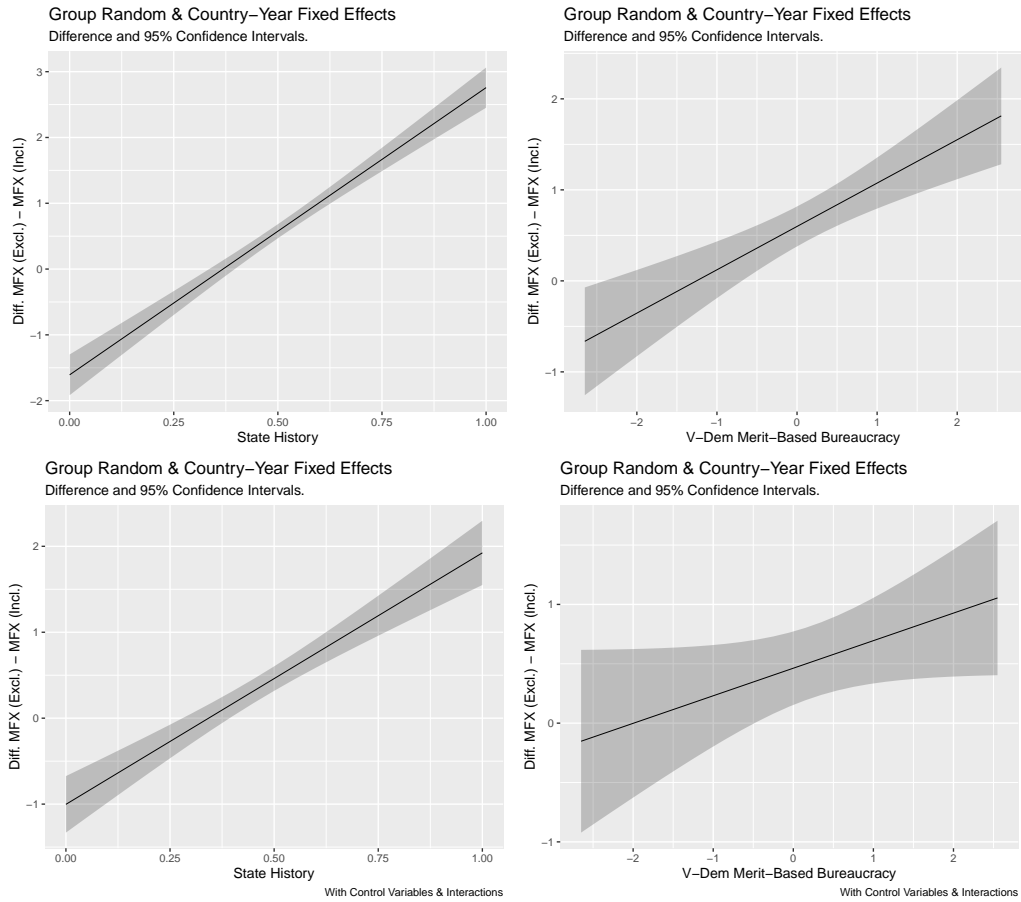 Group Random & Country−Year Fixed Effects
Difference and 95% Confidence Intervals.
Diff. MFX (Excl.) − MFX (Incl.)
3
2
1
0
−1
−2
0.00 0.25 0.50 0.75 1.00
State History
Group Random & Country−Year Fixed Effects
Difference and 95% Confidence Intervals.
Diff. MFX (Excl.) − MFX (Incl.)
2
1
0
−1
−2 −1 0 1 2
V−Dem Merit−Based Bureaucracy
Group Random & Country−Year Fixed Effects
Difference and 95% Confidence Intervals.
Diff. MFX (Excl.) − MFX (Incl.)
2
1
0
−1
0.00 0.25 0.50 0.75 1.00
State History
With Control Variables & Interactions
Group Random & Country−Year Fixed Effects
Difference and 95% Confidence Intervals.
Diff. MFX (Excl.) − MFX (Incl.)
1
0
−1
−2 −1 0 1 2
V−Dem Merit−Based Bureaucracy
With Control Variables & Interactions